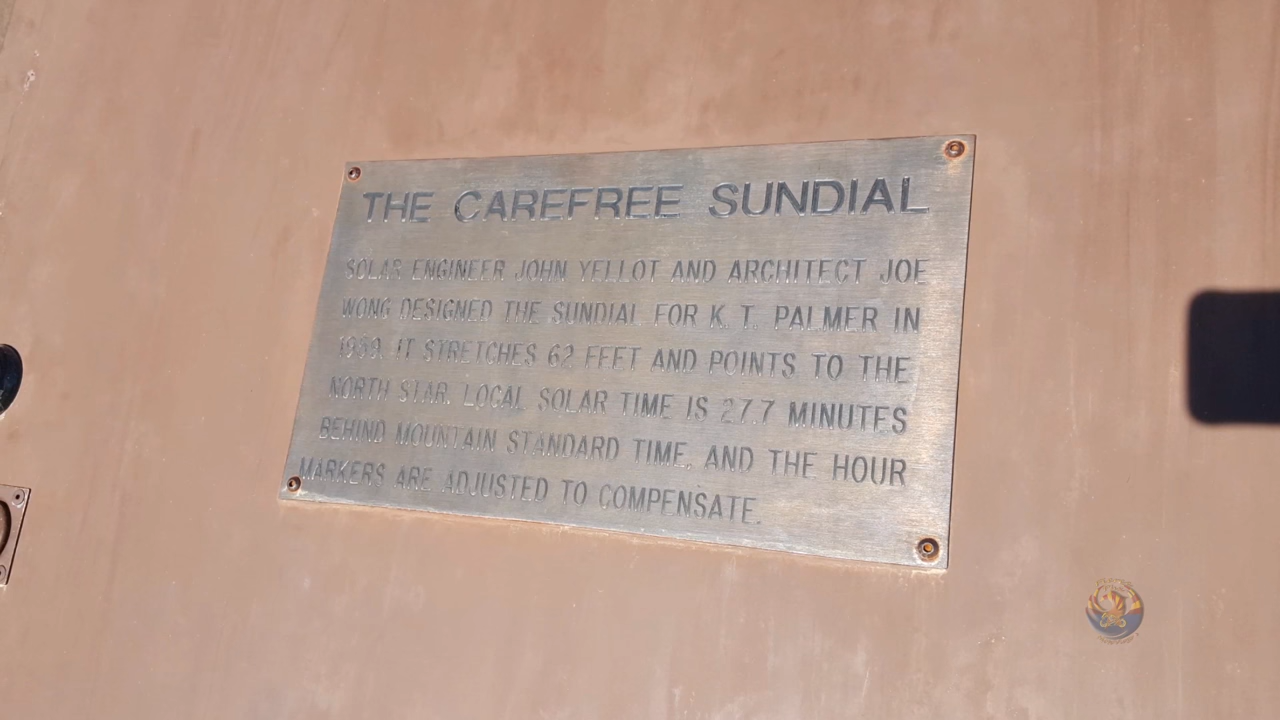 THE CAREFREE SUNDIAL
SOLAR ENGINEER JOHN YELLOT AND ARCHITECT JOE
WONG DESIGNED THE SUNDIAL FOR K. T. PALMER IN
1959. IT STRETCHES 62 FEET AND POINTS TO THE
NORTH STAR. LOCAL SOLAR TIME IS 27.7 MINUTES
BEHIND MOUNTAIN STANDARD TIME, AND THE HOUR
MARKERS ARE ADJUSTED TO COMPENSATE.